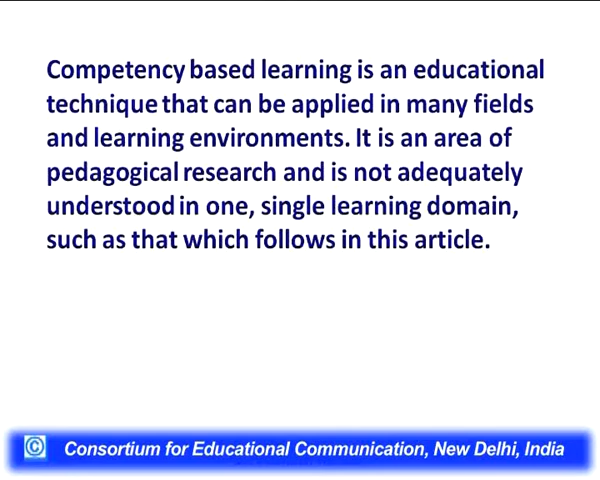 Competency based learning is an educational
technique that can be applied in many fields
and learning environments. It is an area of
pedagogical research and is not adequately
understood in one, single learning domain,
such as that which follows in this article.
© Consortium for Educational Communication, New Delhi, India